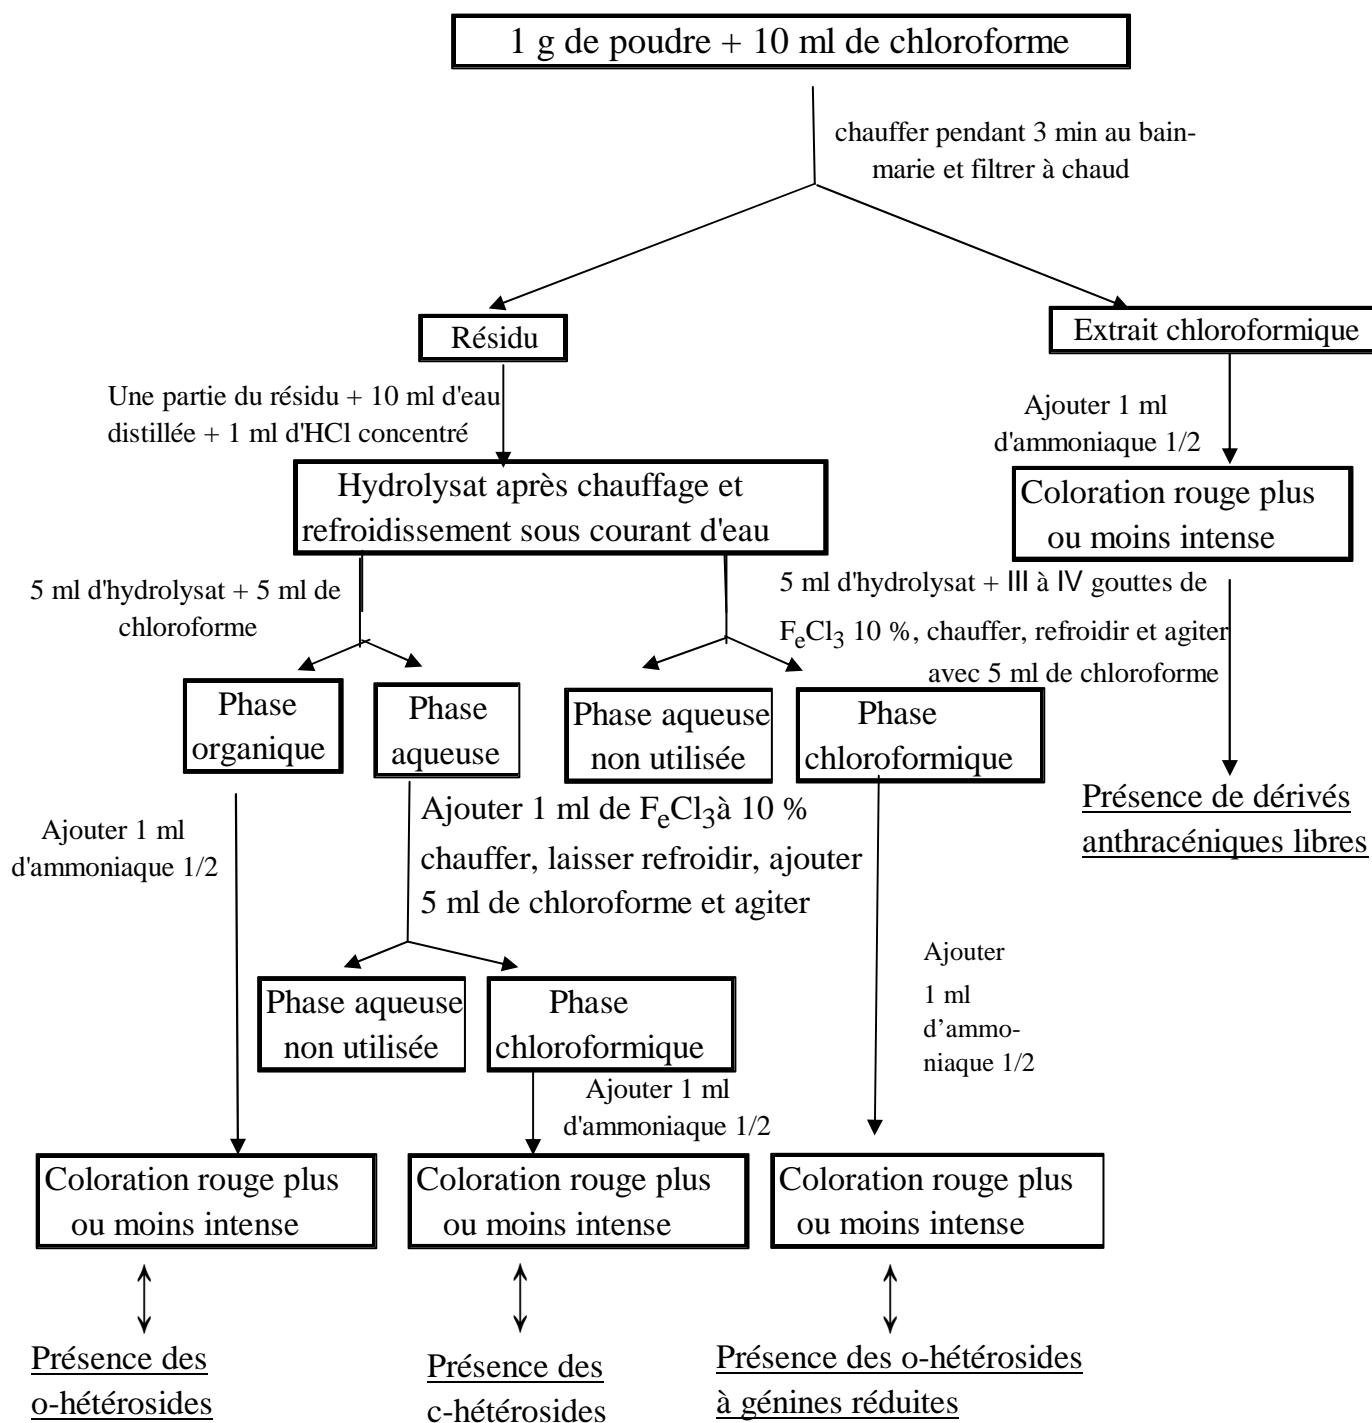 1 g de poudre + 10 ml de chloroforme
chauffer pendant 3 min au bain-
marie et filtrer à chaud
Résidu
Extrait chloroformique
Une partie du résidu + 10 ml d'eau
distillée + 1 ml d'HCl concentré
Ajouter 1 ml
d'ammoniaque 1/2
Hydrolysat après chauffage et
refroidissement sous courant d'eau
Coloration rouge plus
ou moins intense
5 ml d'hydrolysat + 5 ml de
chloroforme
5 ml d'hydrolysat + III à IV gouttes de
FeCl3 10 %, chauffer, refroidir et agiter
avec 5 ml de chloroforme
Phase
organique
Phase
aqueuse
Phase aqueuse
non utilisée
Phase
chloroformique
Présence de dérivés
anthracéniques libres
Ajouter 1 ml
d'ammoniaque 1/2
Ajouter 1 ml de FeCl3à 10 %
chauffer, laisser refroidir, ajouter
5 ml de chloroforme et agiter
Ajouter
1 ml
d’ammo-
niaque 1/2
Phase aqueuse
non utilisée
Phase
chloroformique
Ajouter 1 ml
d'ammoniaque 1/2
Coloration rouge plus
ou moins intense
Coloration rouge plus
ou moins intense
Coloration rouge plus
ou moins intense
Présence des
o-hétérosides
Présence des
c-hétérosides
Présence des o-hétérosides
à génines réduites